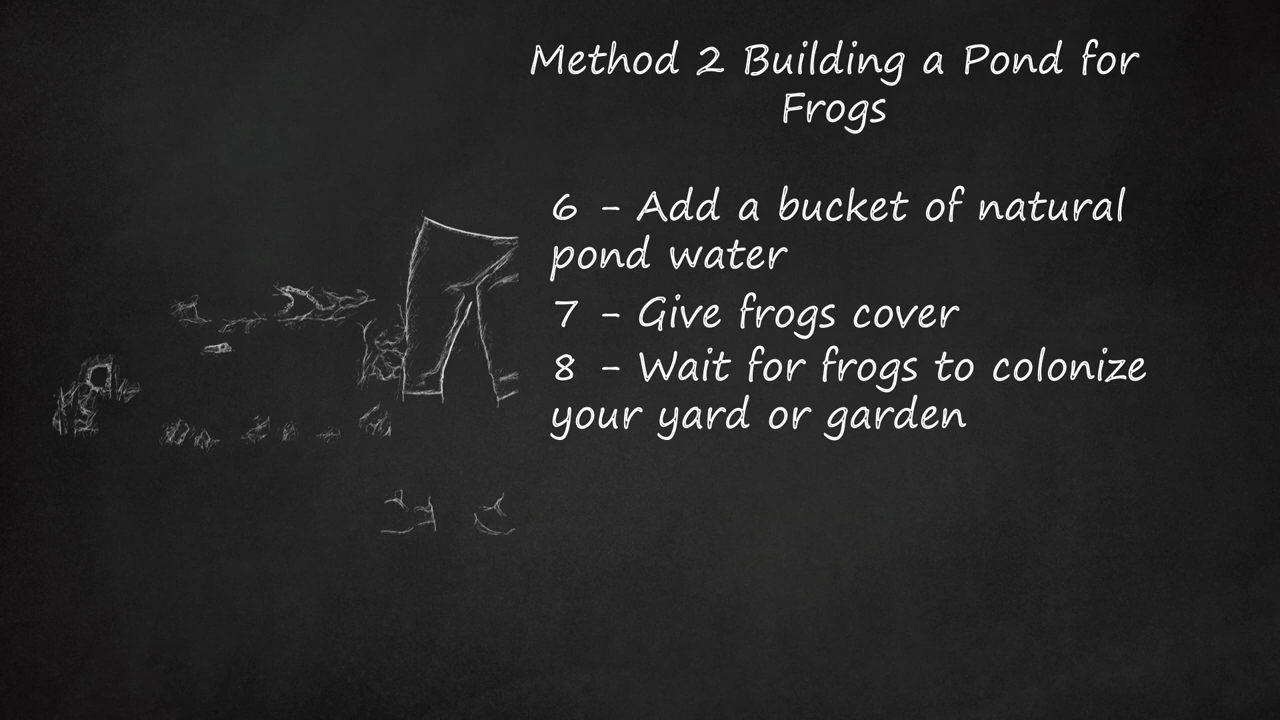 Method 2 Building a Pond for
Frogs
6 - Add a bucket of natural
pond water
7 - Give frogs cover
8 - Wait for frogs to colonize
your yard or garden